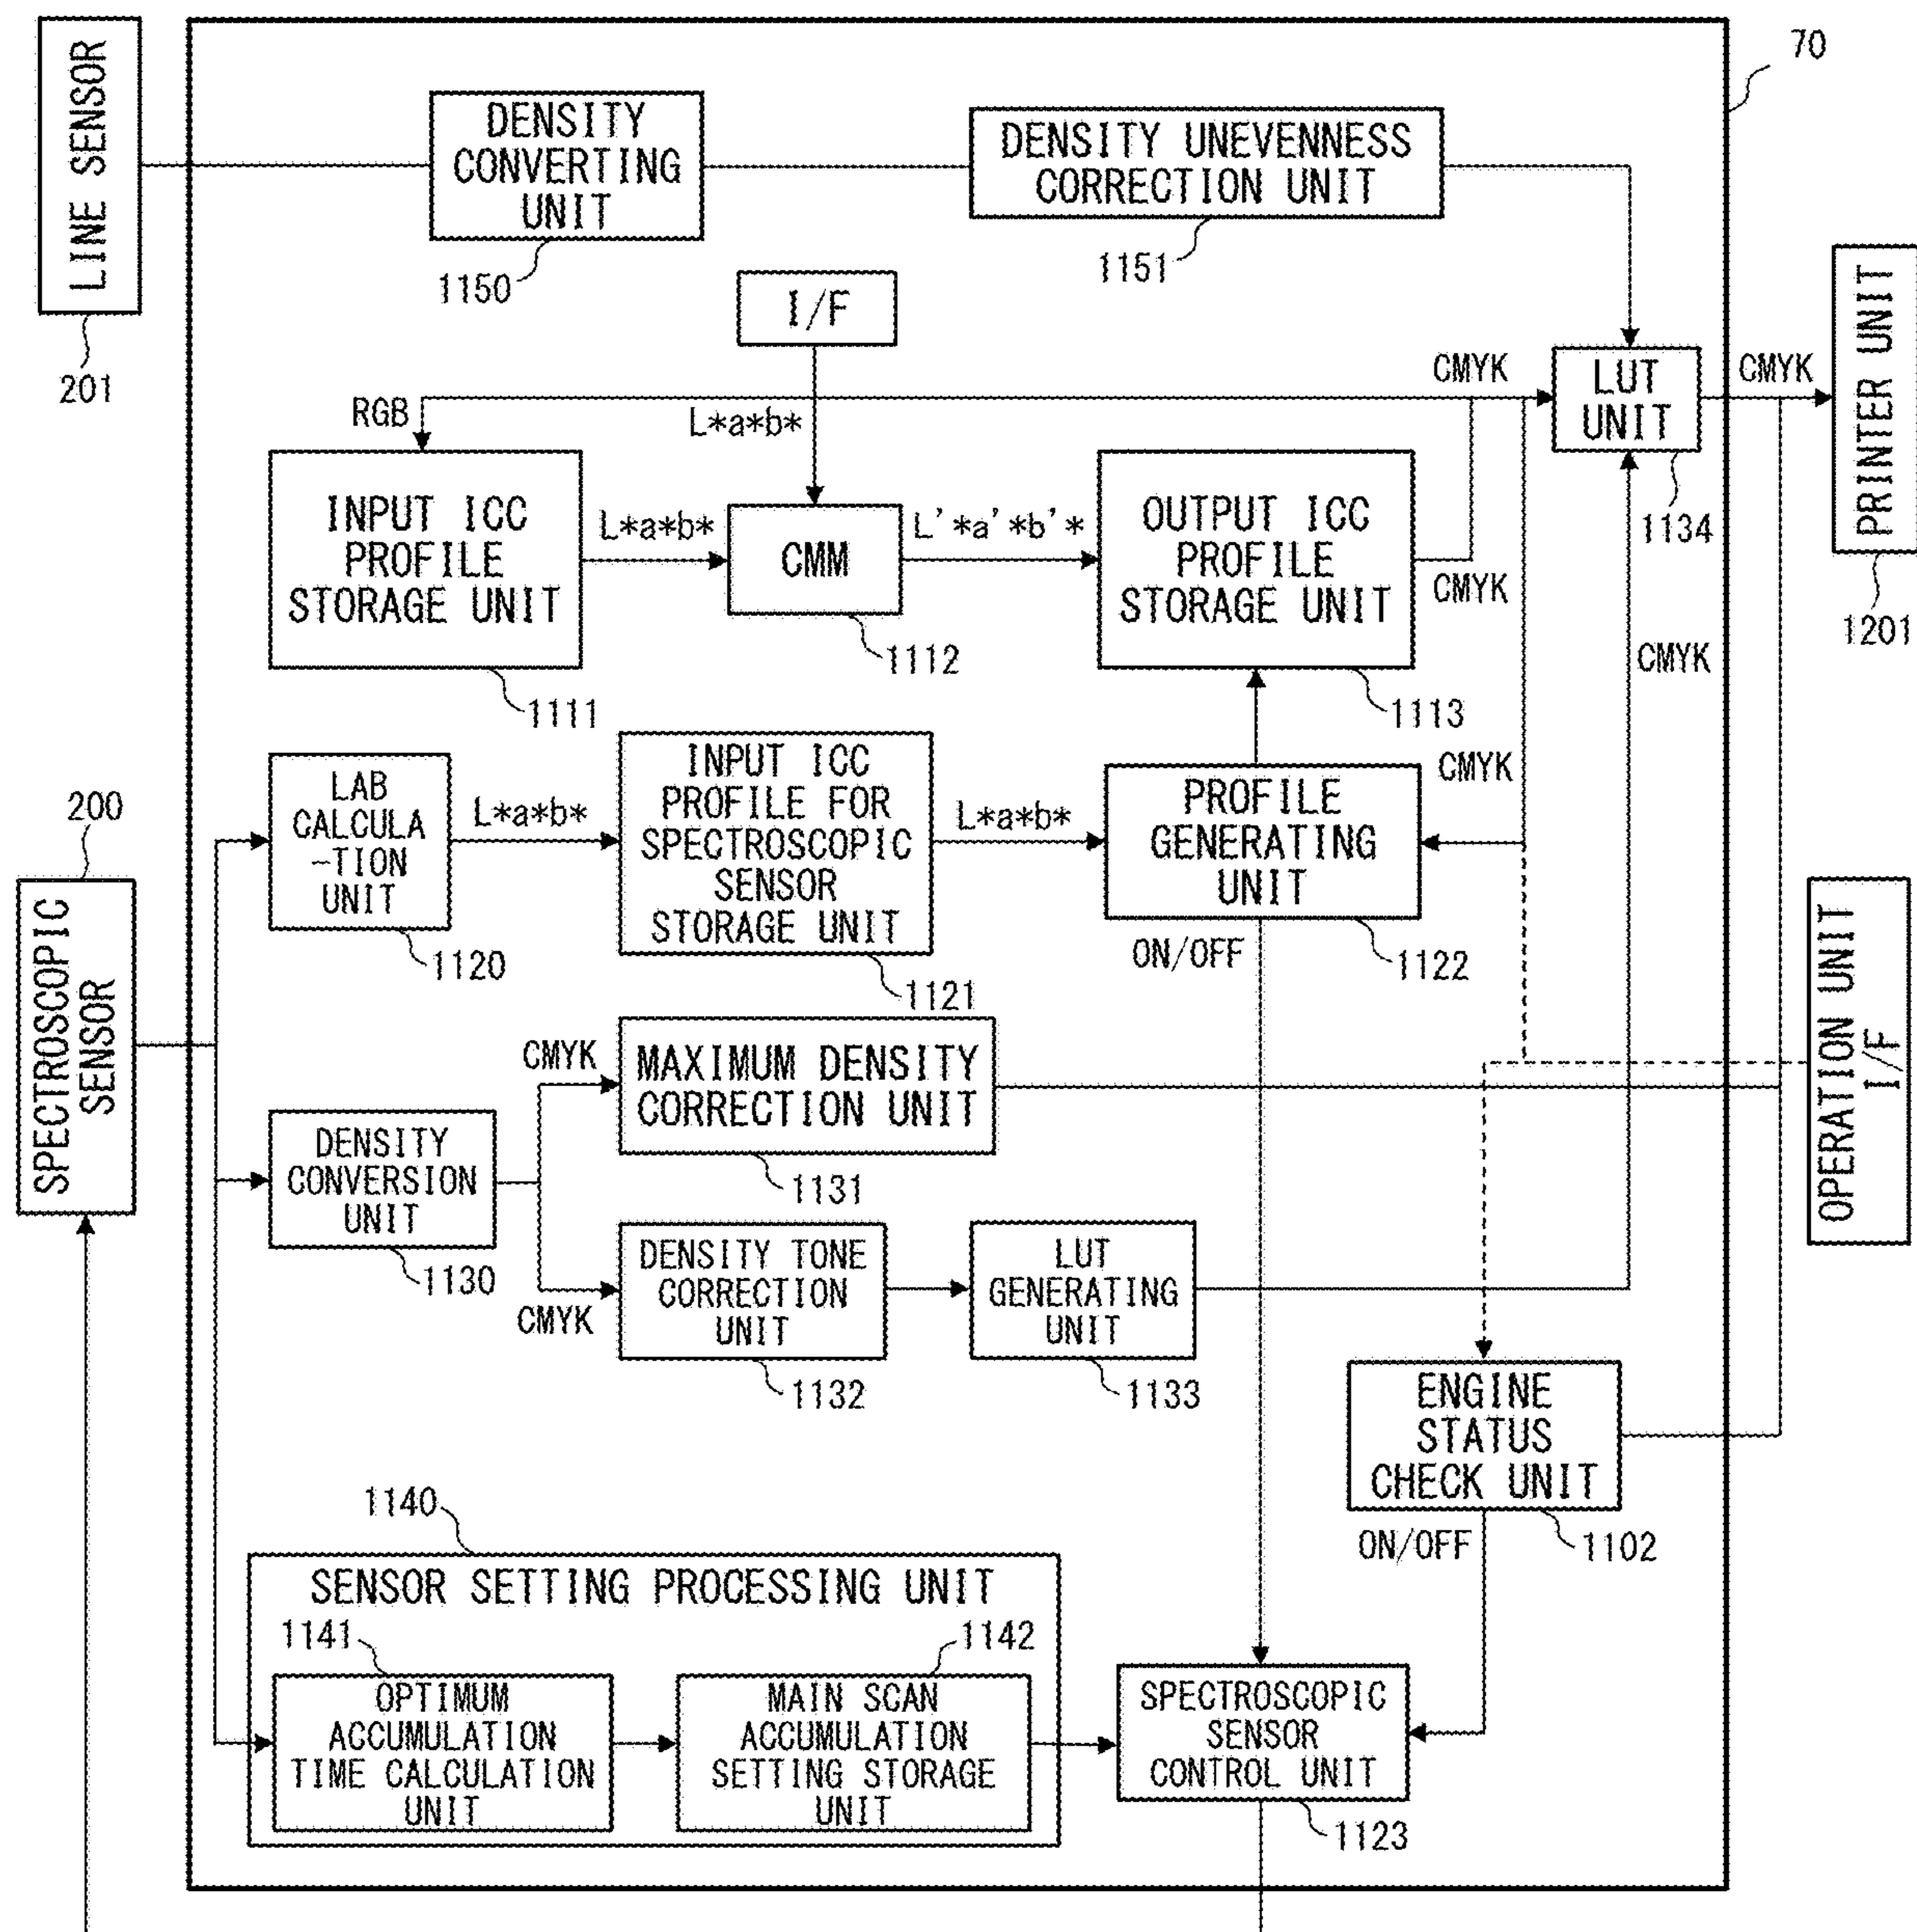 70
LINE SENSOR
201
DENSITY
CONVERTING
UNIT
1150
DENSITY UNEVENNESS
CORRECTION UNIT
1151
I/F
RGB
L*a*b*
CMYK
LUT
UNIT
1134
CMYK
PRINTER UNIT
1201
INPUT ICC
PROFILE
STORAGE UNIT
1111
L*a*b*
CMM
1112
L'*a'*b'*
OUTPUT ICC
PROFILE
STORAGE UNIT
1113
CMYK
CMYK
200
SPECTROSCOPIC
SENSOR
LAB
CALCULA
-TION
UNIT
1120
L*a*b*
INPUT ICC
PROFILE FOR
SPECTROSCOPIC
SENSOR
STORAGE UNIT
1121
L*a*b*
PROFILE
GENERATING
UNIT
1122
CMYK
ON/OFF
OPERATION UNIT
I/F
DENSITY
CONVERSION
UNIT
1130
CMYK
MAXIMUM DENSITY
CORRECTION UNIT
1131
CMYK
DENSITY TONE
CORRECTION
UNIT
1132
LUT
GENERATING
UNIT
1133
ENGINE
STATUS
CHECK UNIT
1102
ON/OFF
1140
SENSOR SETTING PROCESSING UNIT
1141
OPTIMUM
ACCUMULATION
TIME CALCULATION
UNIT
1142
MAIN SCAN
ACCUMULATION
SETTING STORAGE
UNIT
SPECTROSCOPIC
SENSOR
CONTROL UNIT
1123